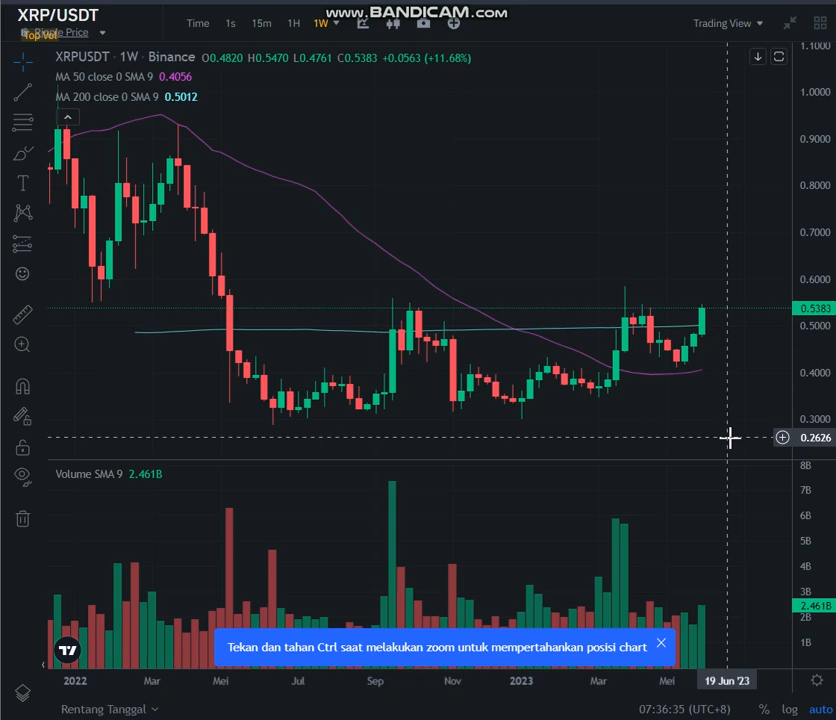 www.BANDICAM.com
XRP/USDT
Ripple Price
Top Vol
Time 1s 15m 1H 1W
Trading View
XRPUSDT · 1W · Binance O0.4820 H0.5470 L0.4761 C0.5383 +0.0563 (+11.68%)
MA 50 close 0 SMA 9 0.4056
MA 200 close 0 SMA 9 0.5012
1.1000
1.0000
0.9000
0.8000
0.7000
0.6000
0.5383
0.5000
0.4000
0.3000
0.2626
Volume SMA 9 2.461B
8B
7B
6B
5B
4B
3B
2.461B
2B
1B
Tekan dan tahan Ctrl saat melakukan zoom untuk mempertahankan posisi chart
2022 Mar Mei Jul Sep Nov 2023 Mar Mei 19 Jun '23
Rentang Tanggal
07:36:35 (UTC+8) % log auto